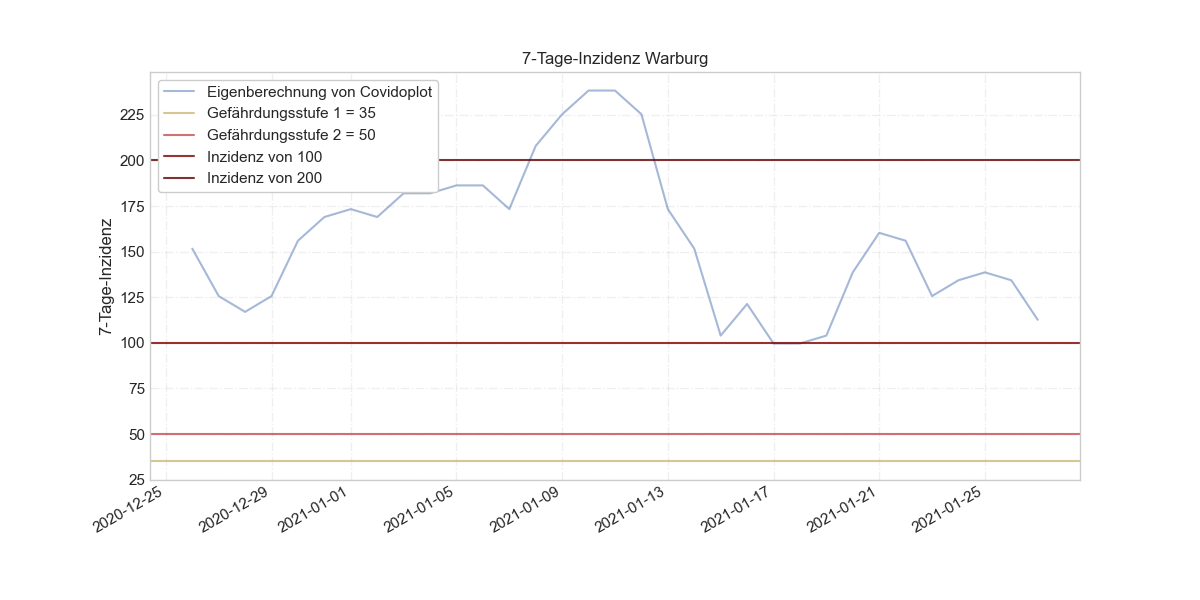 7-Tage-Inzidenz Warburg
Eigenberechnung von Covidoplot
Gefährdungsstufe 1 = 35
Gefährdungsstufe 2 = 50
Inzidenz von 100
Inzidenz von 200
7-Tage-Inzidenz
225
200
175
150
125
100
75
50
25
2020-12-25
2020-12-29
2021-01-01
2021-01-05
2021-01-09
2021-01-13
2021-01-17
2021-01-21
2021-01-25